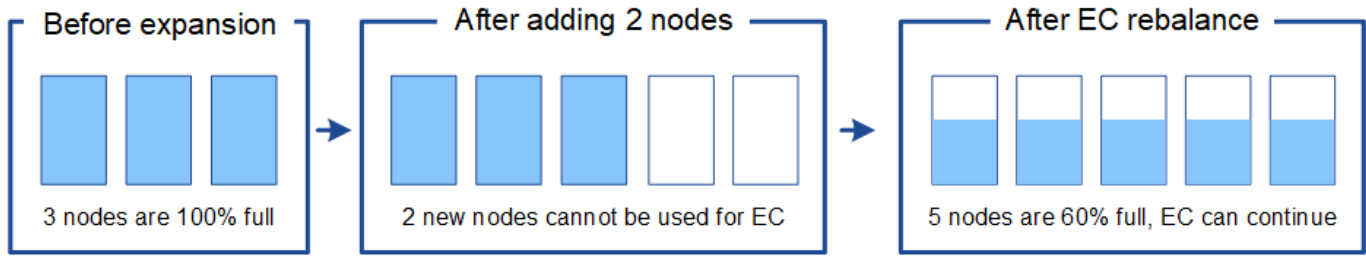 Before expansion
3 nodes are 100% full
After adding 2 nodes
2 new nodes cannot be used for EC
After EC rebalance
5 nodes are 60% full, EC can continue